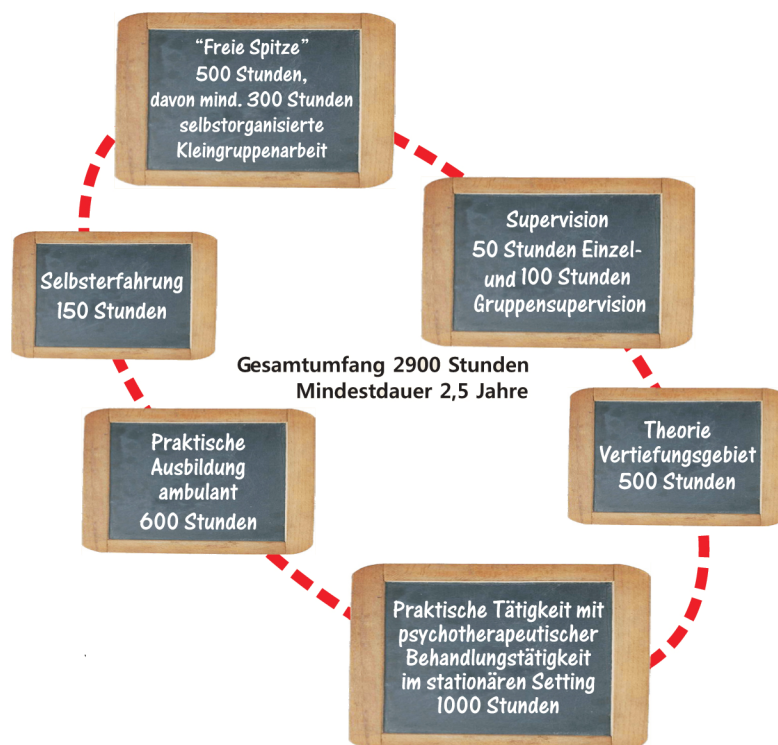 “Freie Spitze”
500 Stunden,
davon mind. 300 Stunden
selbstorganisierte
Kleingruppenarbeit
Supervision
50 Stunden Einzel-
und 100 Stunden
Gruppensupervision
Selbsterfahrung
150 Stunden
Gesamtumfang 2900 Stunden
Mindestdauer 2,5 Jahre
Praktische
Ausbildung
ambulant
600 Stunden
Theorie
Vertiefungsgebiet
500 Stunden
Praktische Tätigkeit mit
psychotherapeutischer
Behandlungstätigkeit
im stationären Setting
1000 Stunden